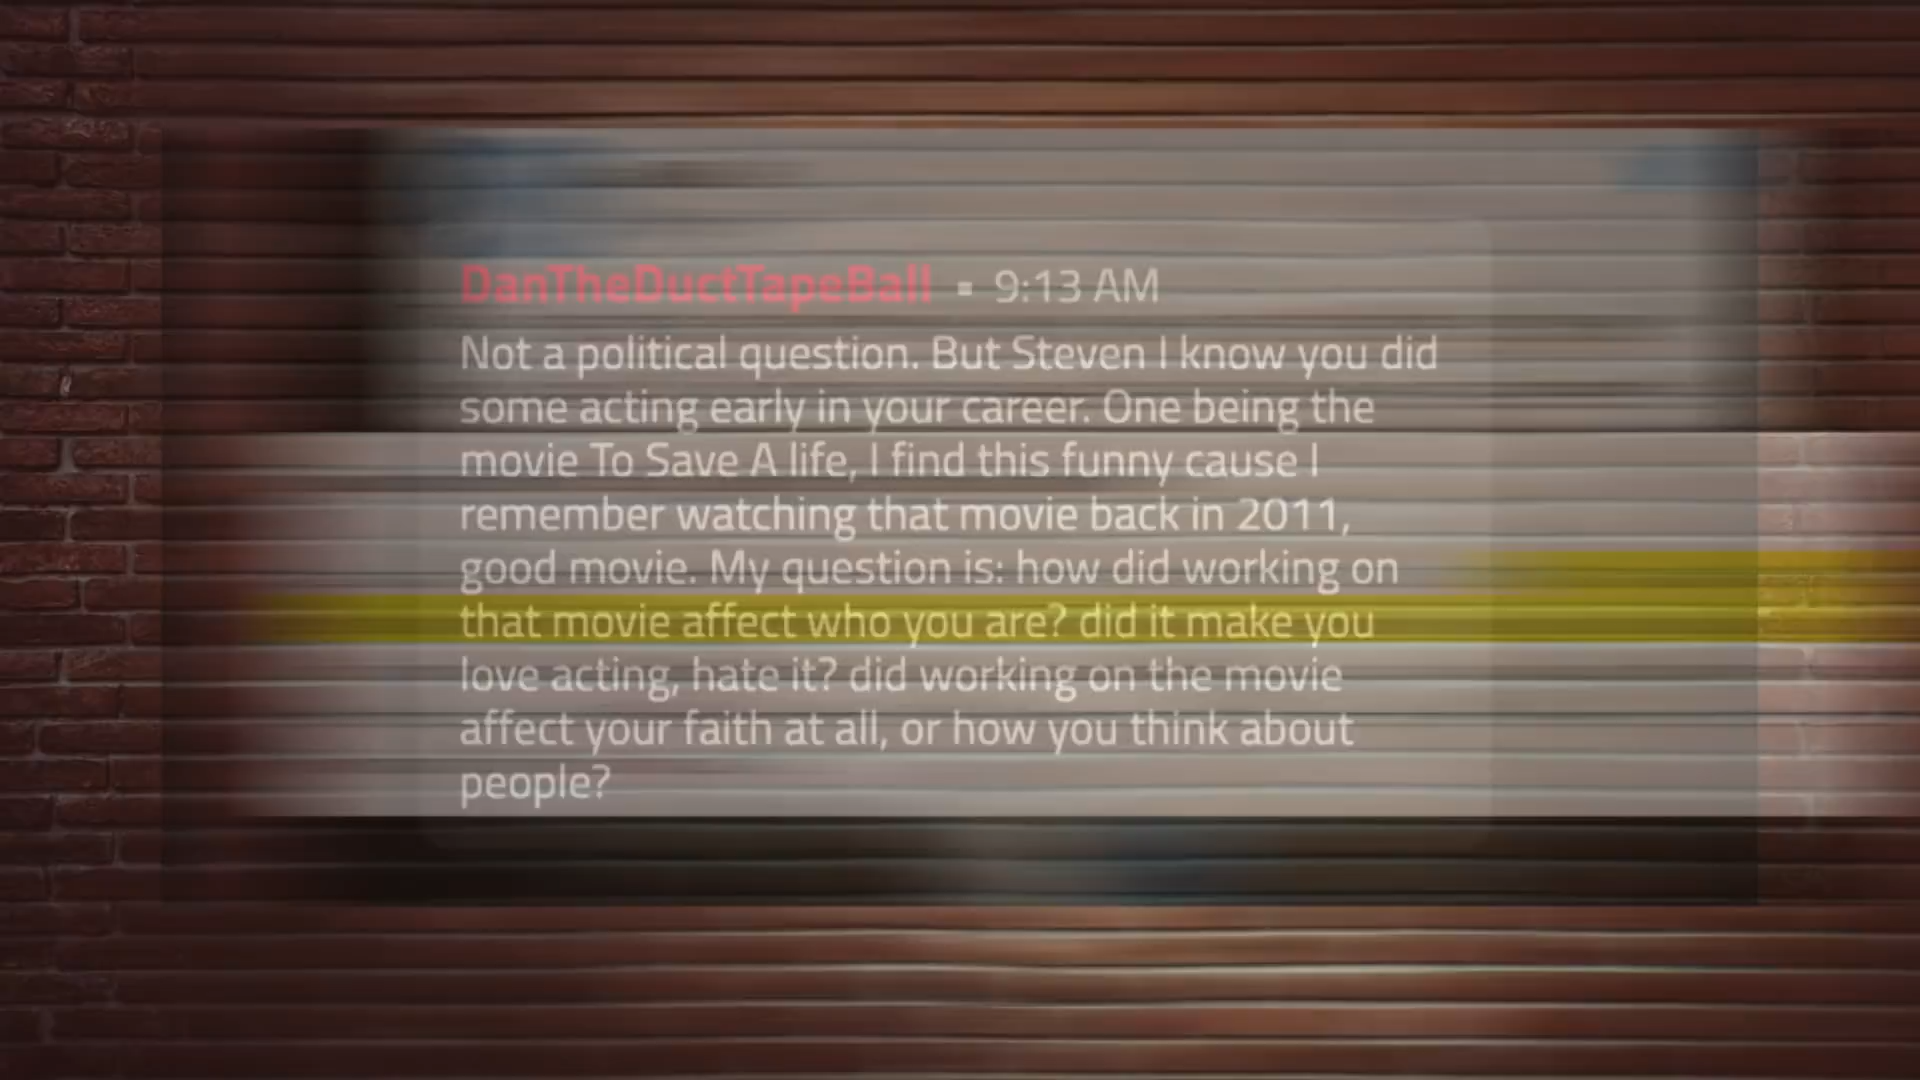 DanTheDuctTapeBall ▪ 9:13 AM
Not a political question. But Steven I know you did
some acting early in your career. One being the
movie To Save A life, I find this funny cause I
remember watching that movie back in 2011,
good movie. My question is: how did working on
that movie affect who you are? did it make you
love acting, hate it? did working on the movie
affect your faith at all, or how you think about
people?